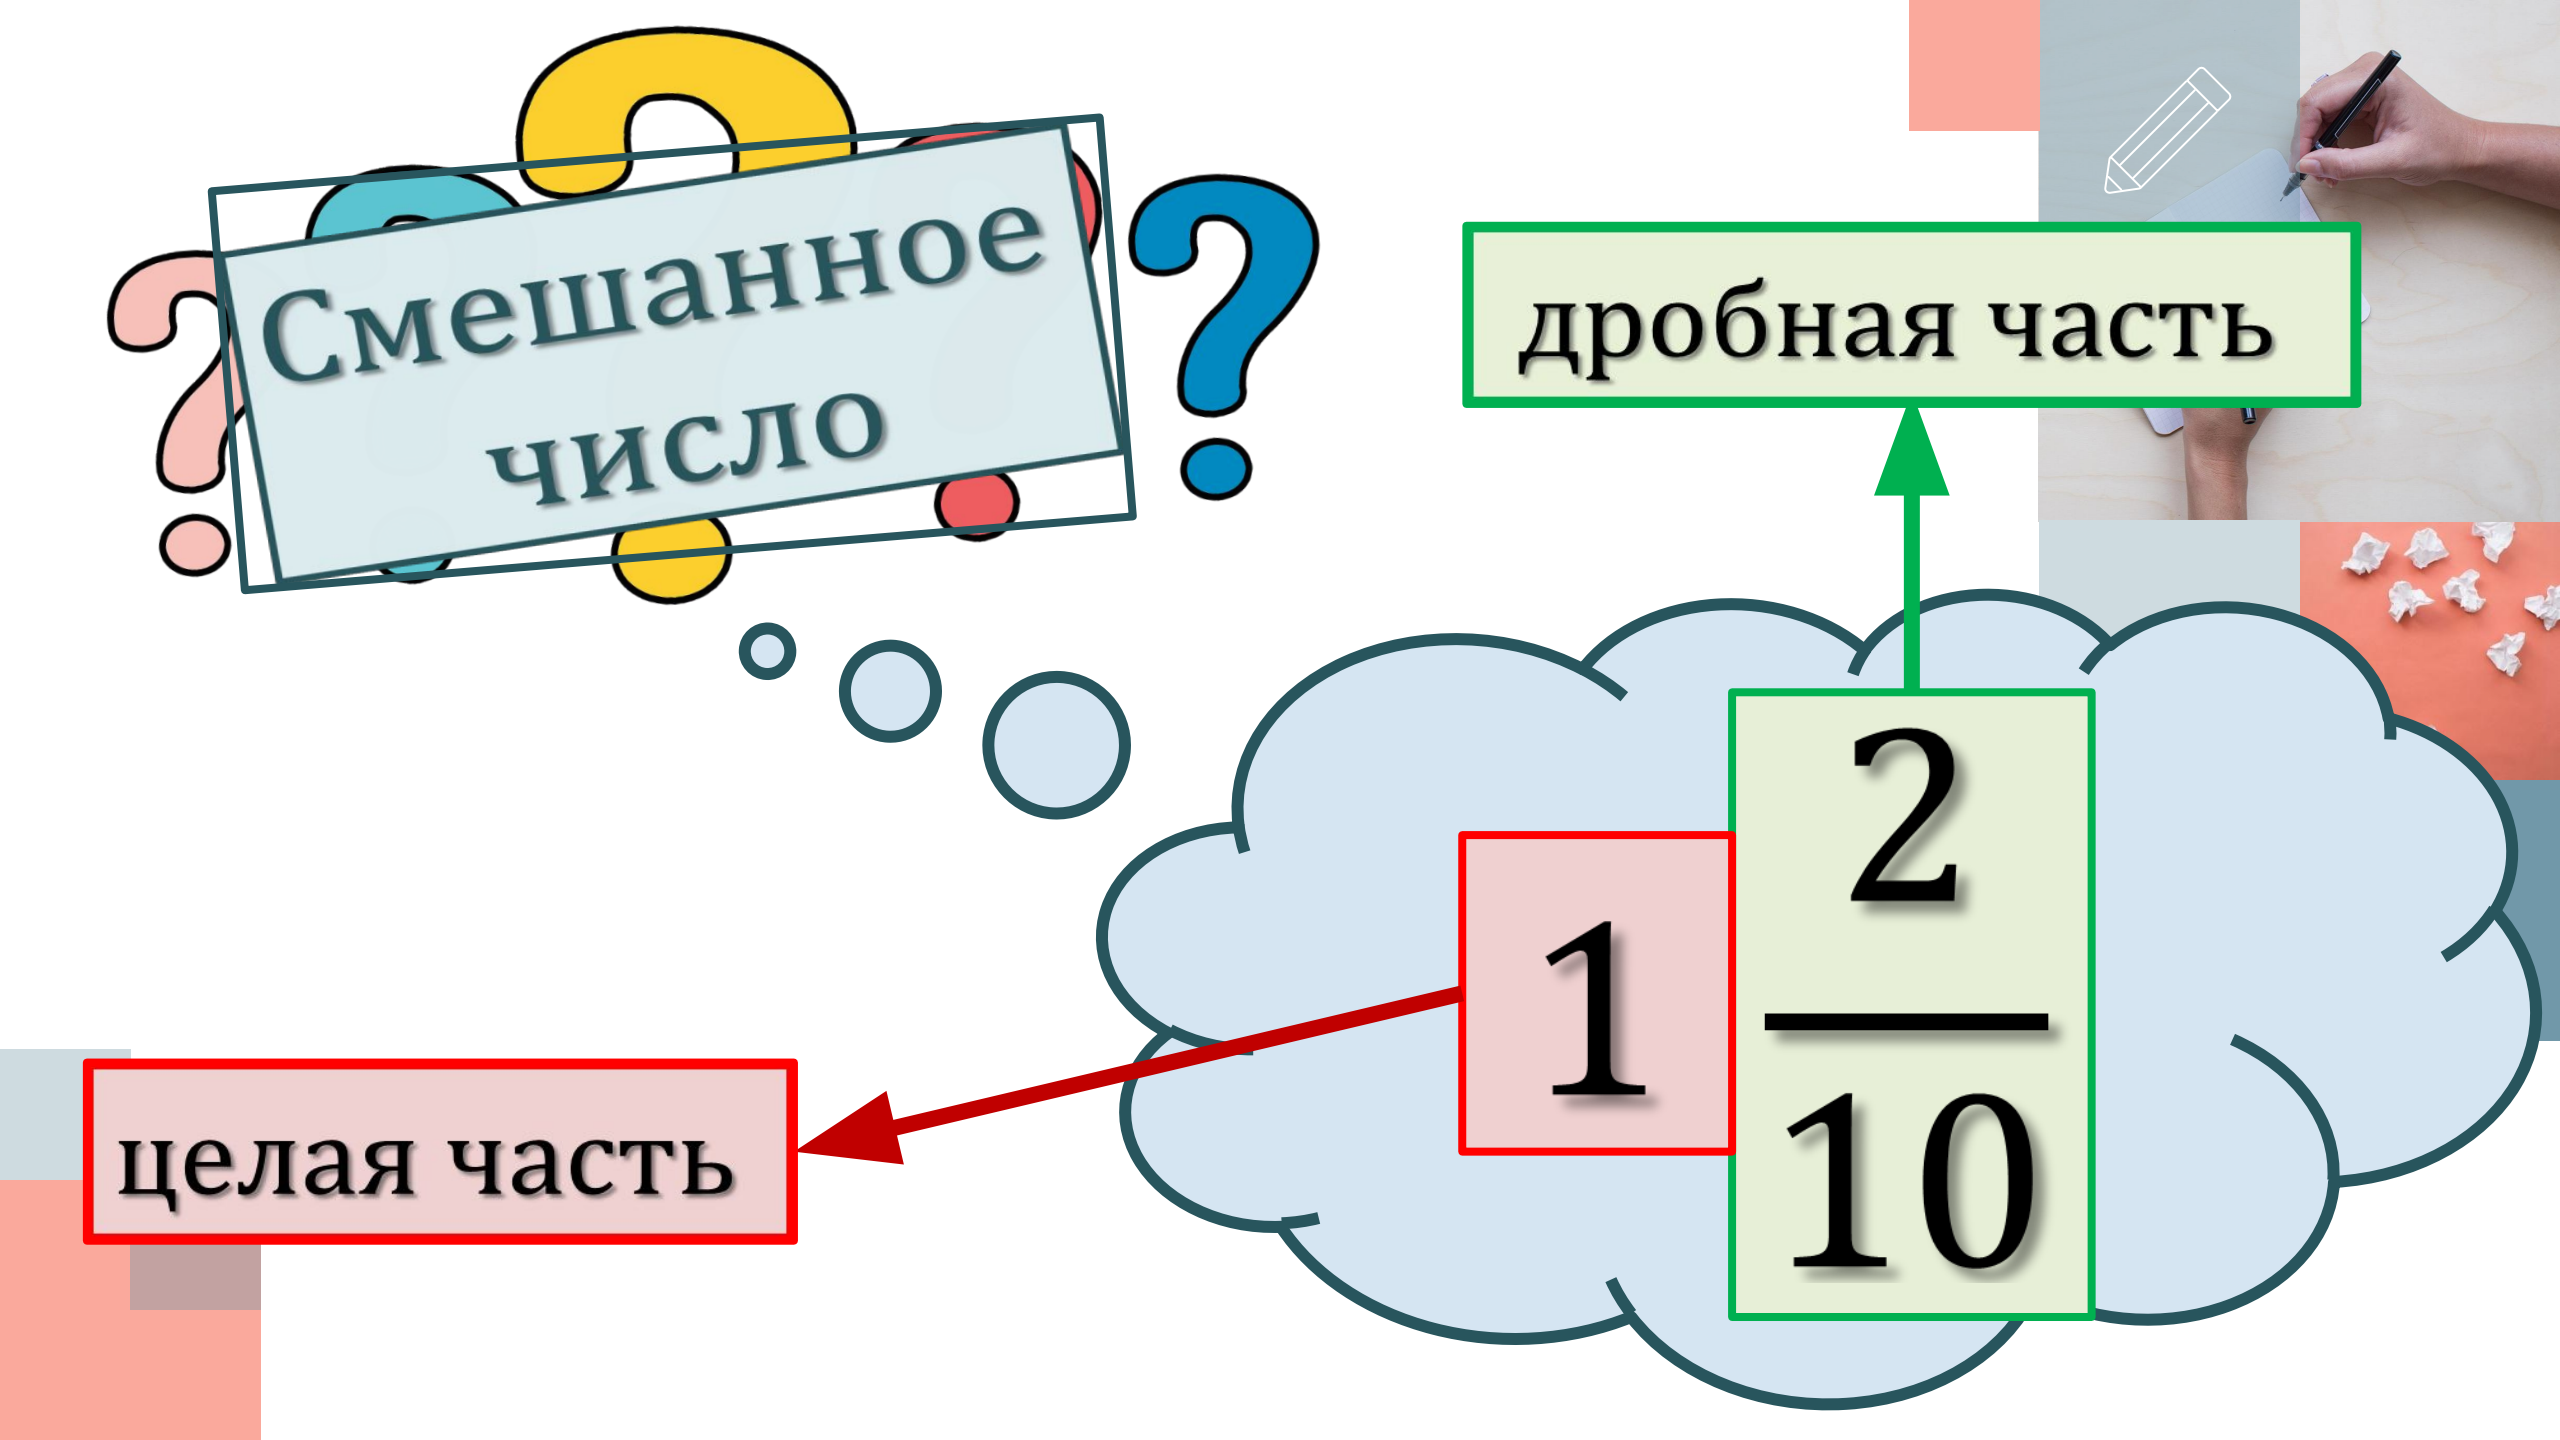 Смешанное
число
дробная часть
1 2/10
целая часть